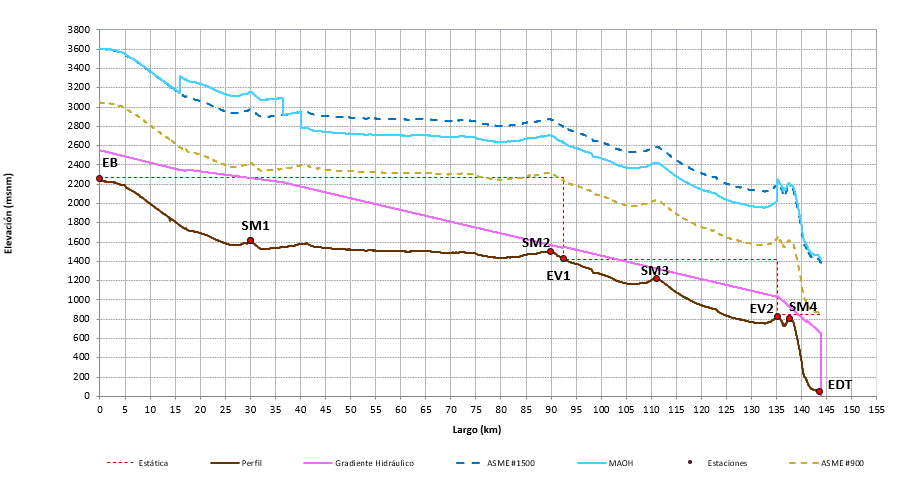 3800
3600
3400
3200
3000
2800
2600
2400
2200
2000
1800
1600
1400
1200
1000
800
600
400
200
0
Elevación (msnm)
EB
SM1
SM2
EV1
SM3
EV2
SM4
EDT
0 5 10 15 20 25 30 35 40 45 50 55 60 65 70 75 80 85 90 95 100 105 110 115 120 125 130 135 140 145 150 155
Largo (km)
Estática Perfil Gradiente Hidráulico ASME #1500 MAOH Estaciones ASME #900